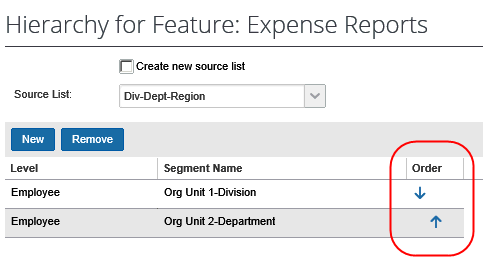 Hierarchy for Feature: Expense Reports
Create new source list
Source List: Div-Dept-Region
New Remove
Level Segment Name Order
Employee Org Unit 1-Division
Employee Org Unit 2-Department